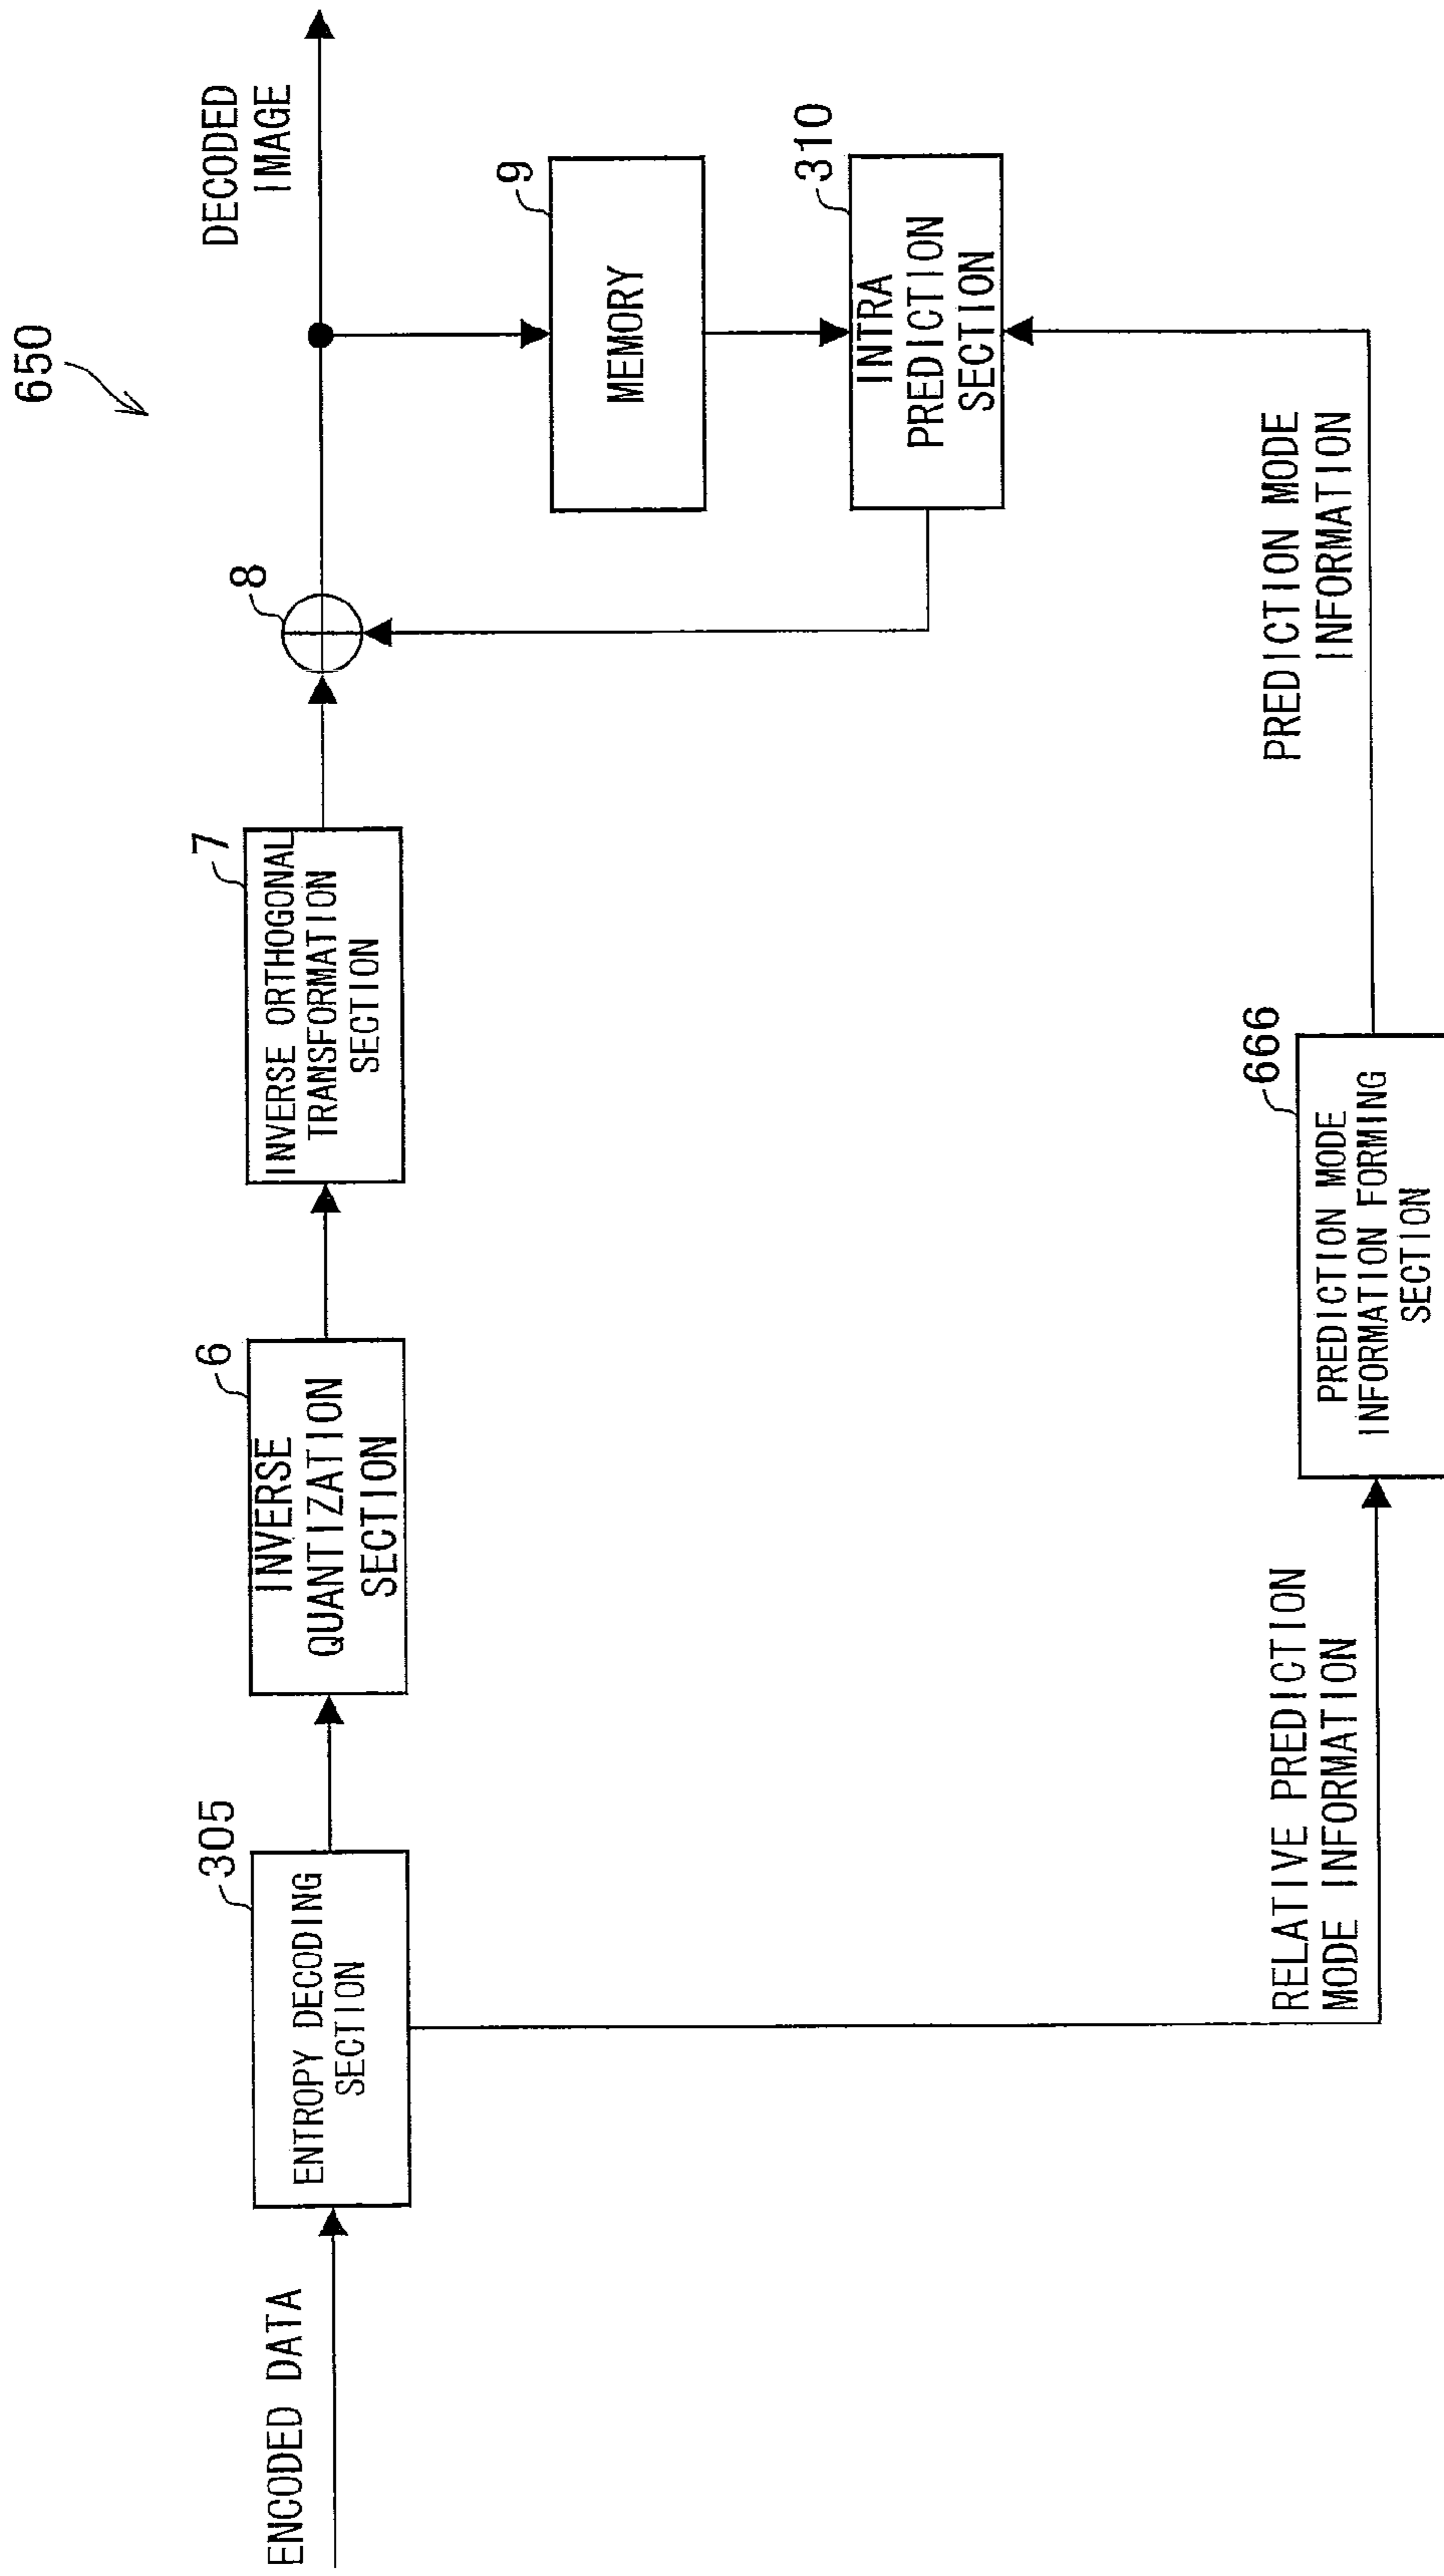 650
ENCODED DATA
305
ENTROPY DECODING
SECTION
6
INVERSE
QUANTIZATION
SECTION
7
INVERSE ORTHOGONAL
TRANSFORMATION
SECTION
8
DECODED
IMAGE
9
MEMORY
310
INTRA
PREDICTION
SECTION
RELATIVE PREDICTION
MODE INFORMATION
666
PREDICTION MODE
INFORMATION FORMING
SECTION
PREDICTION MODE
INFORMATION